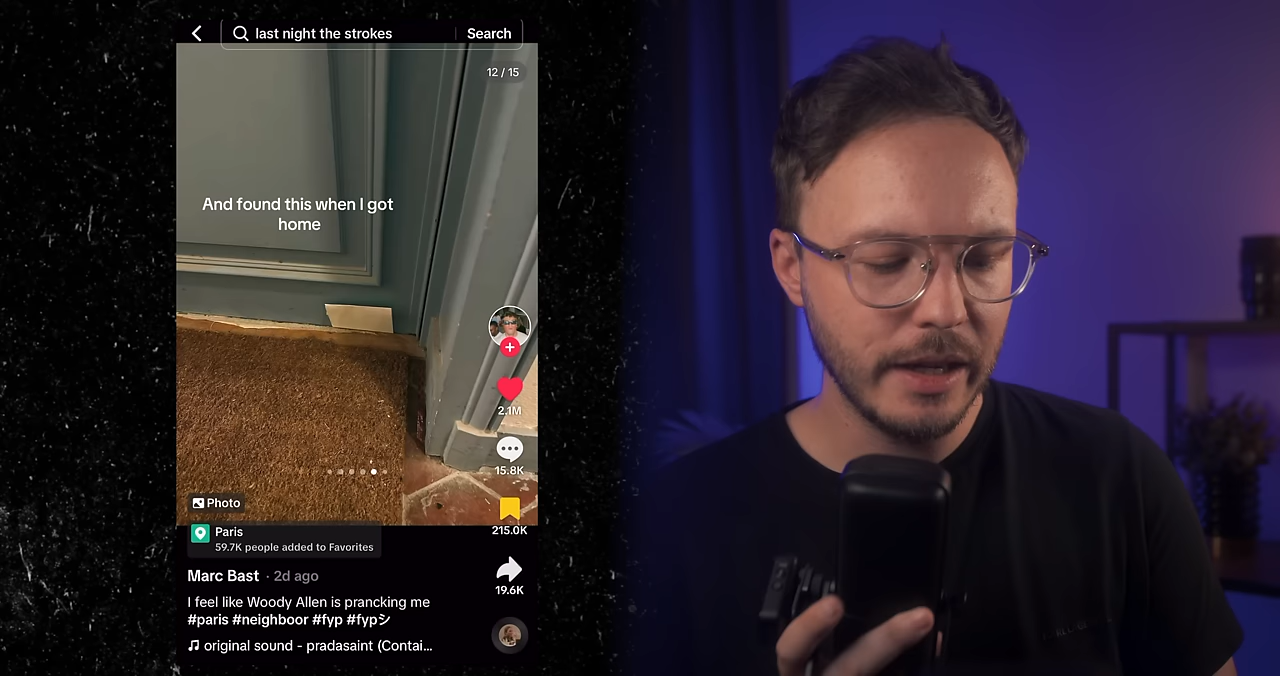 last night the strokes
Search
12 / 15
And found this when I got
home
2.1M
15.8K
Photo
215.0K
Paris
59.7K people added to Favorites
Marc Bast · 2d ago
19.6K
I feel like Woody Allen is prancking me
#paris #neighboor #fyp #fypシ
original sound - pradasaint (Contai...